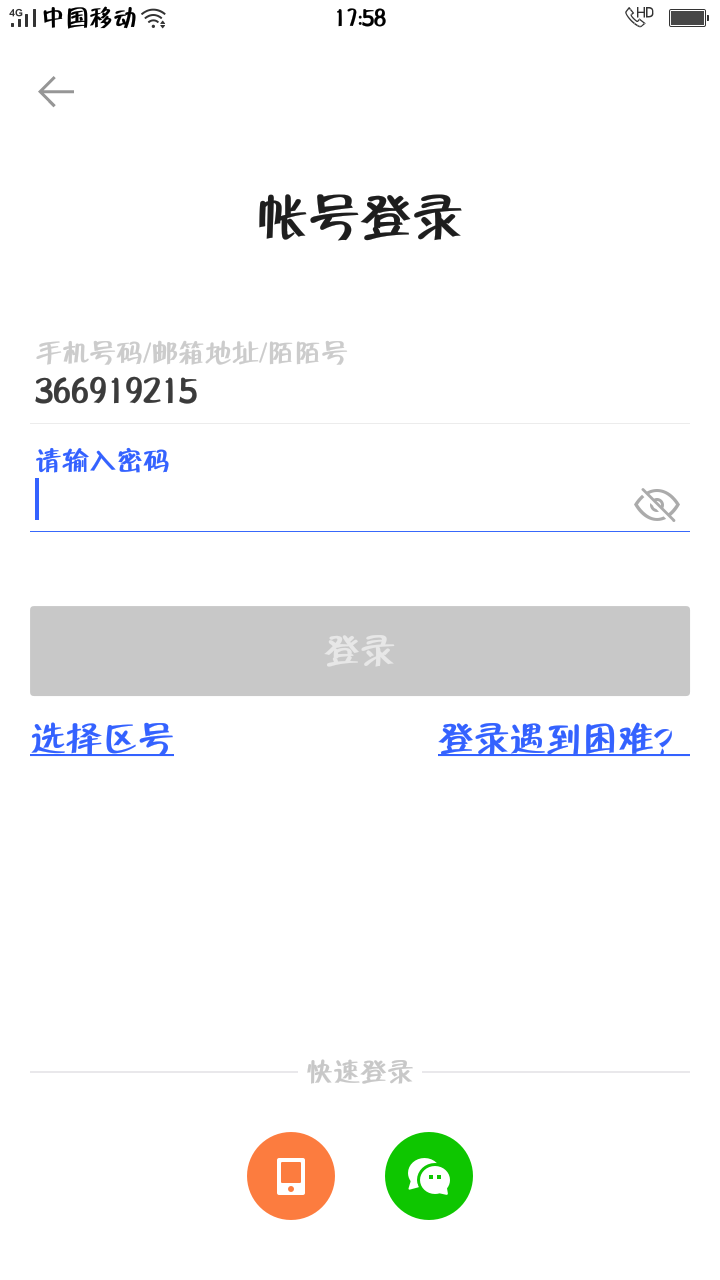 4G 中国移动 17:58 HD
帐号登录
手机号码/邮箱地址/陌陌号
366919215
请输入密码
登录
选择区号 登录遇到困难?
快速登录